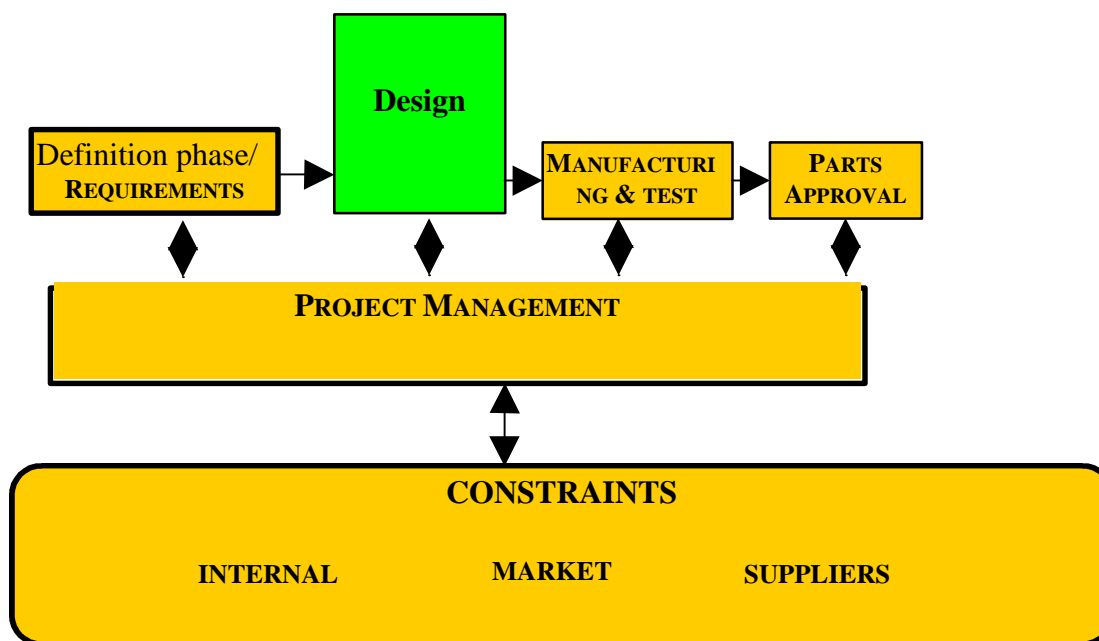 Design
Definition phase/
REQUIREMENTS
MANUFACTURI
NG & TEST
PARTS
APPROVAL
PROJECT MANAGEMENT
CONSTRAINTS
INTERNAL
MARKET
SUPPLIERS